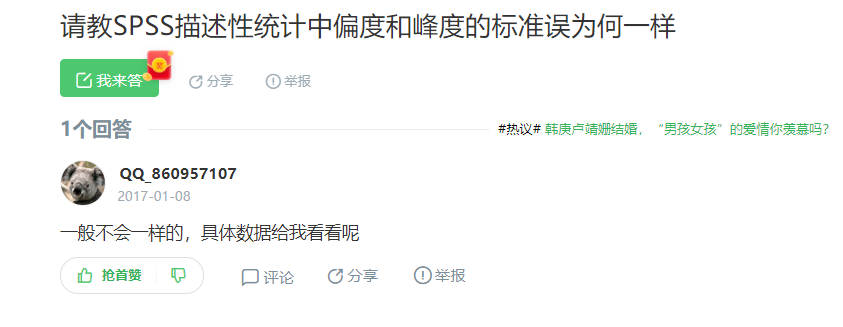 请教SPSS描述性统计中偏度和峰度的标准误为何一样
奖
我来答 分享 举报
1个回答 #热议# 韩庚卢靖姗结婚，“男孩女孩”的爱情你羡慕吗？
QQ_860957107
2017-01-08
一般不会一样的，具体数据给我看看呢
抢首赞 评论 分享 举报